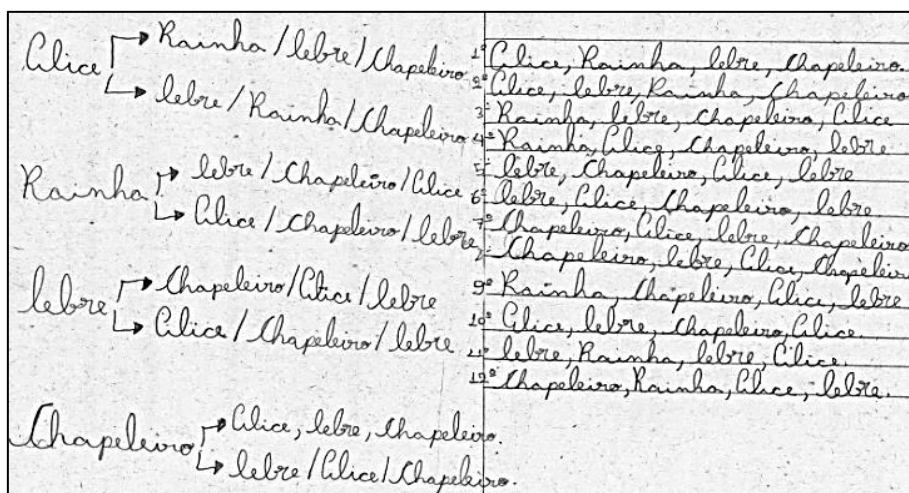 Alice
Rainha / lebre / Chapeleiro
lebre / Rainha / Chapeleiro
Rainha
lebre / Chapeleiro / Alice
Alice / Chapeleiro / lebre
lebre
Chapeleiro / Alice / lebre
Alice / Chapeleiro / lebre
Chapeleiro
Alice, lebre, Chapeleiro.
lebre / Alice / Chapeleiro.
1º Alice, Rainha, lebre, Chapeleiro.
2º Alice, lebre, Rainha, Chapeleiro
3º Rainha, lebre, Chapeleiro, Alice
4º Rainha, Alice, Chapeleiro, lebre
5º lebre, Chapeleiro, Alice, lebre
6º lebre, Alice, Chapeleiro, lebre
7º Chapeleiro, Alice, lebre, Chapeleiro
Chapeleiro, lebre, Alice, Chapeleiro
9º Rainha, Chapeleiro, Alice, lebre
10º Alice, lebre, Chapeleiro, Alice
11º lebre, Rainha, lebre, Alice.
12º Chapeleiro, Rainha, Alice, lebre.